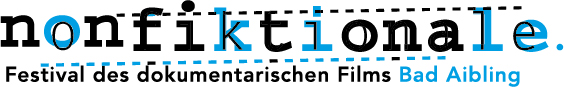 nonfiktionale.
Festival des dokumentarischen Films Bad Aibling